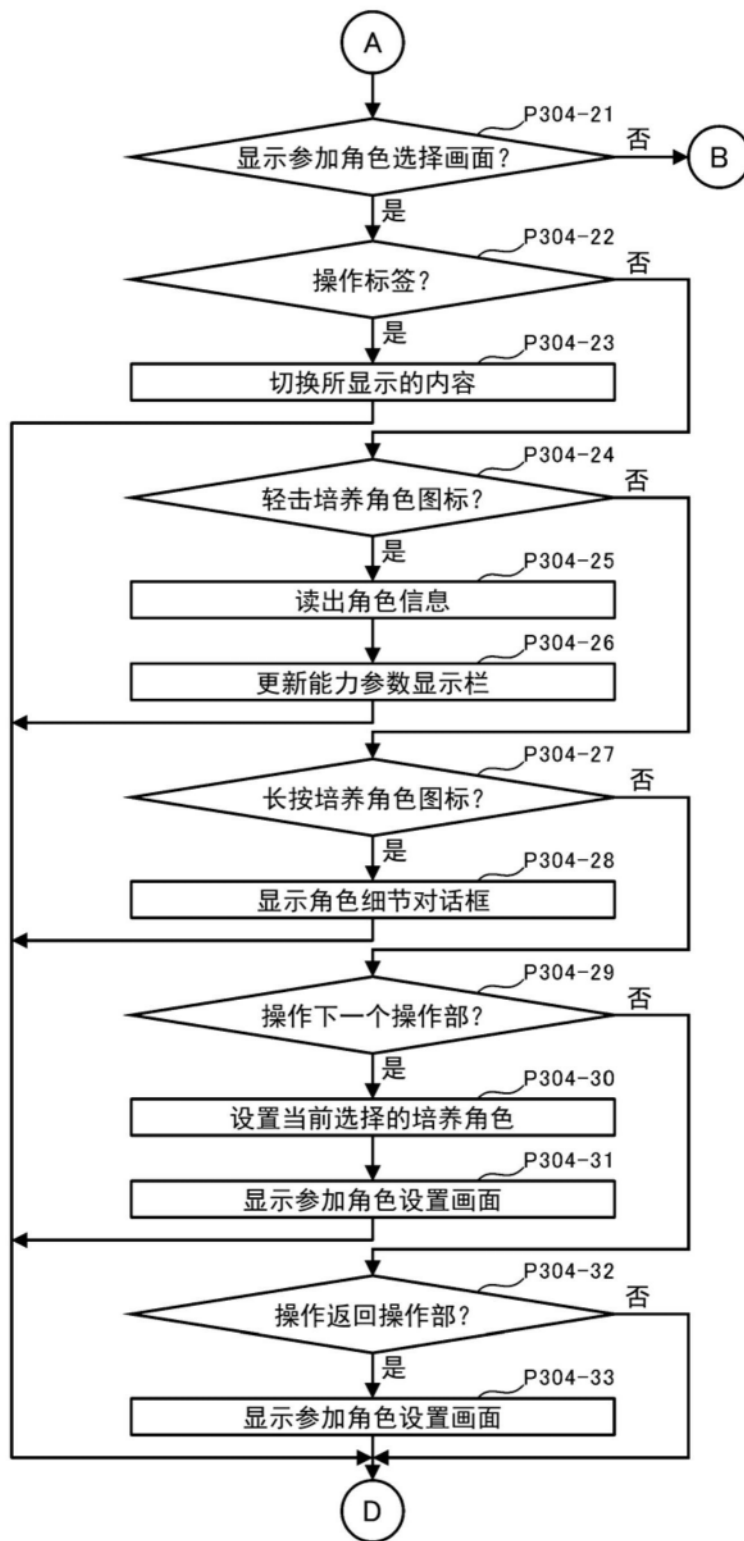 A
P304-21
显示参加角色选择画面?
否
B
是
P304-22
操作标签?
否
是
P304-23
切换所显示的内容
P304-24
轻击培养角色图标?
否
是
P304-25
读出角色信息
P304-26
更新能力参数显示栏
P304-27
长按培养角色图标?
否
是
P304-28
显示角色细节对话框
P304-29
操作下一个操作部?
否
是
P304-30
设置当前选择的培养角色
P304-31
显示参加角色设置画面
P304-32
操作返回操作部?
否
是
P304-33
显示参加角色设置画面
D